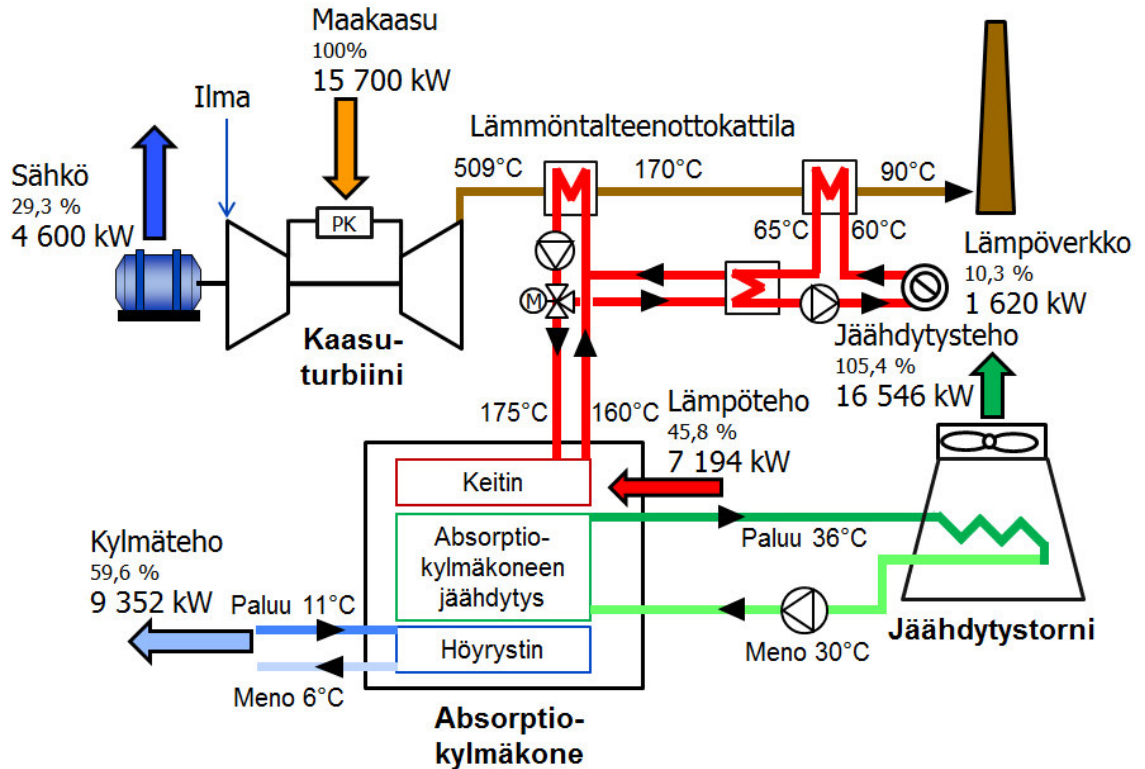 Maakaasu
100%
15 700 kW
Ilma
Sähkö
29,3 %
4 600 kW
PK
Kaasu-
turbiini
Lämmöntalteenottokattila
509°C
170°C
90°C
65°C
60°C
M
Lämpöverkko
10,3 %
1 620 kW
Jäähdytysteho
105,4 %
16 546 kW
175°C
160°C
Lämpöteho
45,8 %
7 194 kW
Keitin
Absorptio-
kylmäkoneen
jäähdytys
Höyrystin
Paluu 36°C
Meno 30°C
Jäähdytystorni
Kylmäteho
59,6 %
9 352 kW
Paluu 11°C
Meno 6°C
Absorptio-
kylmäkone